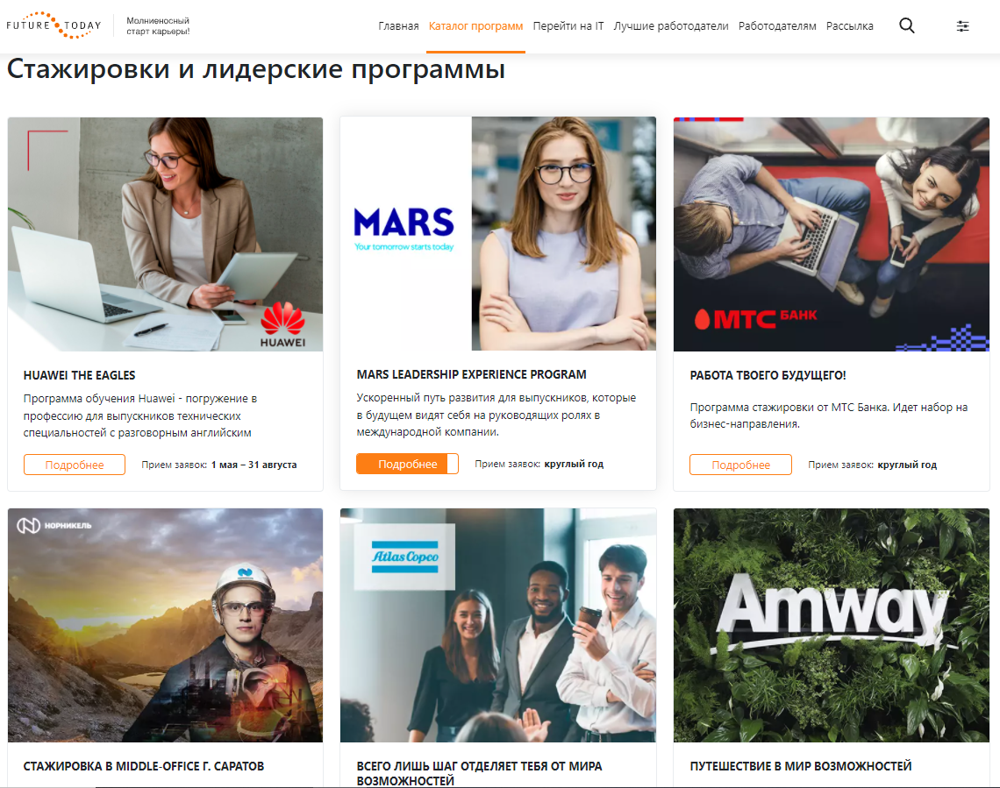 FUTURE TODAY
Молниеносный
старт карьеры!
Главная Каталог программ Перейти на IT Лучшие работодатели Работодателям Рассылка
Стажировки и лидерские программы
HUAWEI
MARS
Your tomorrow starts today
МТС БАНК
HUAWEI THE EAGLES
Программа обучения Huawei - погружение в
профессию для выпускников технических
специальностей с разговорным английским
Подробнее Прием заявок: 1 мая – 31 августа
MARS LEADERSHIP EXPERIENCE PROGRAM
Ускоренный путь развития для выпускников, которые
в будущем видят себя на руководящих ролях в
международной компании.
Подробнее Прием заявок: круглый год
РАБОТА ТВОЕГО БУДУЩЕГО!
Программа стажировки от МТС Банка. Идет набор на
бизнес-направления.
Подробнее Прием заявок: круглый год
НОРНИКЕЛЬ
Atlas Copco
Amway
СТАЖИРОВКА В MIDDLE-OFFICE Г. САРАТОВ
ВСЕГО ЛИШЬ ШАГ ОТДЕЛЯЕТ ТЕБЯ ОТ МИРА
ВОЗМОЖНОСТЕЙ
ПУТЕШЕСТВИЕ В МИР ВОЗМОЖНОСТЕЙ